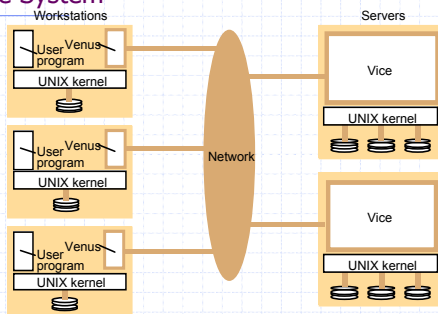 System
Workstations
Servers
User program
Venus
UNIX kernel
User program
Venus
UNIX kernel
User program
Venus
UNIX kernel
Network
Vice
UNIX kernel
Vice
UNIX kernel